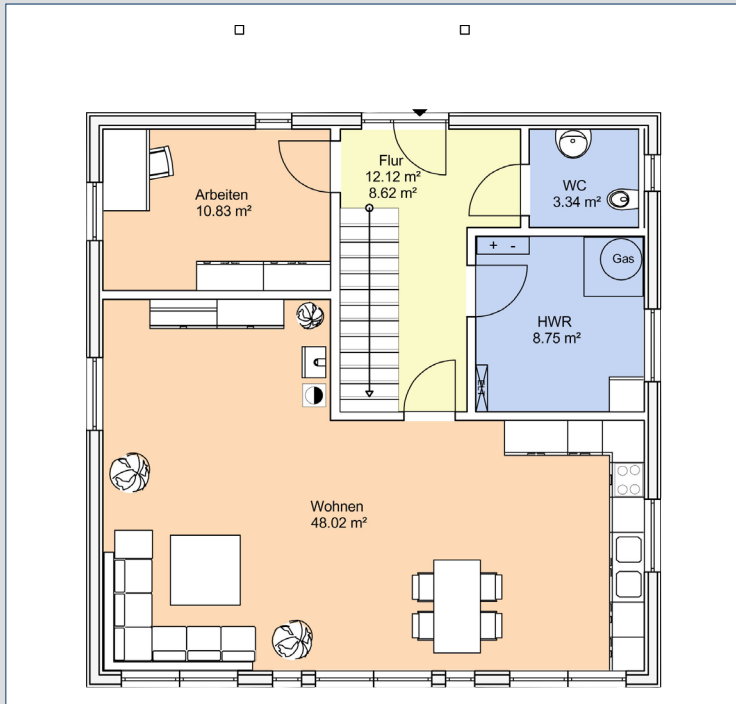 Flur
12.12 m²
8.62 m²
Arbeiten
10.83 m²
WC
3.34 m²
+ -
Gas
HWR
8.75 m²
Wohnen
48.02 m²